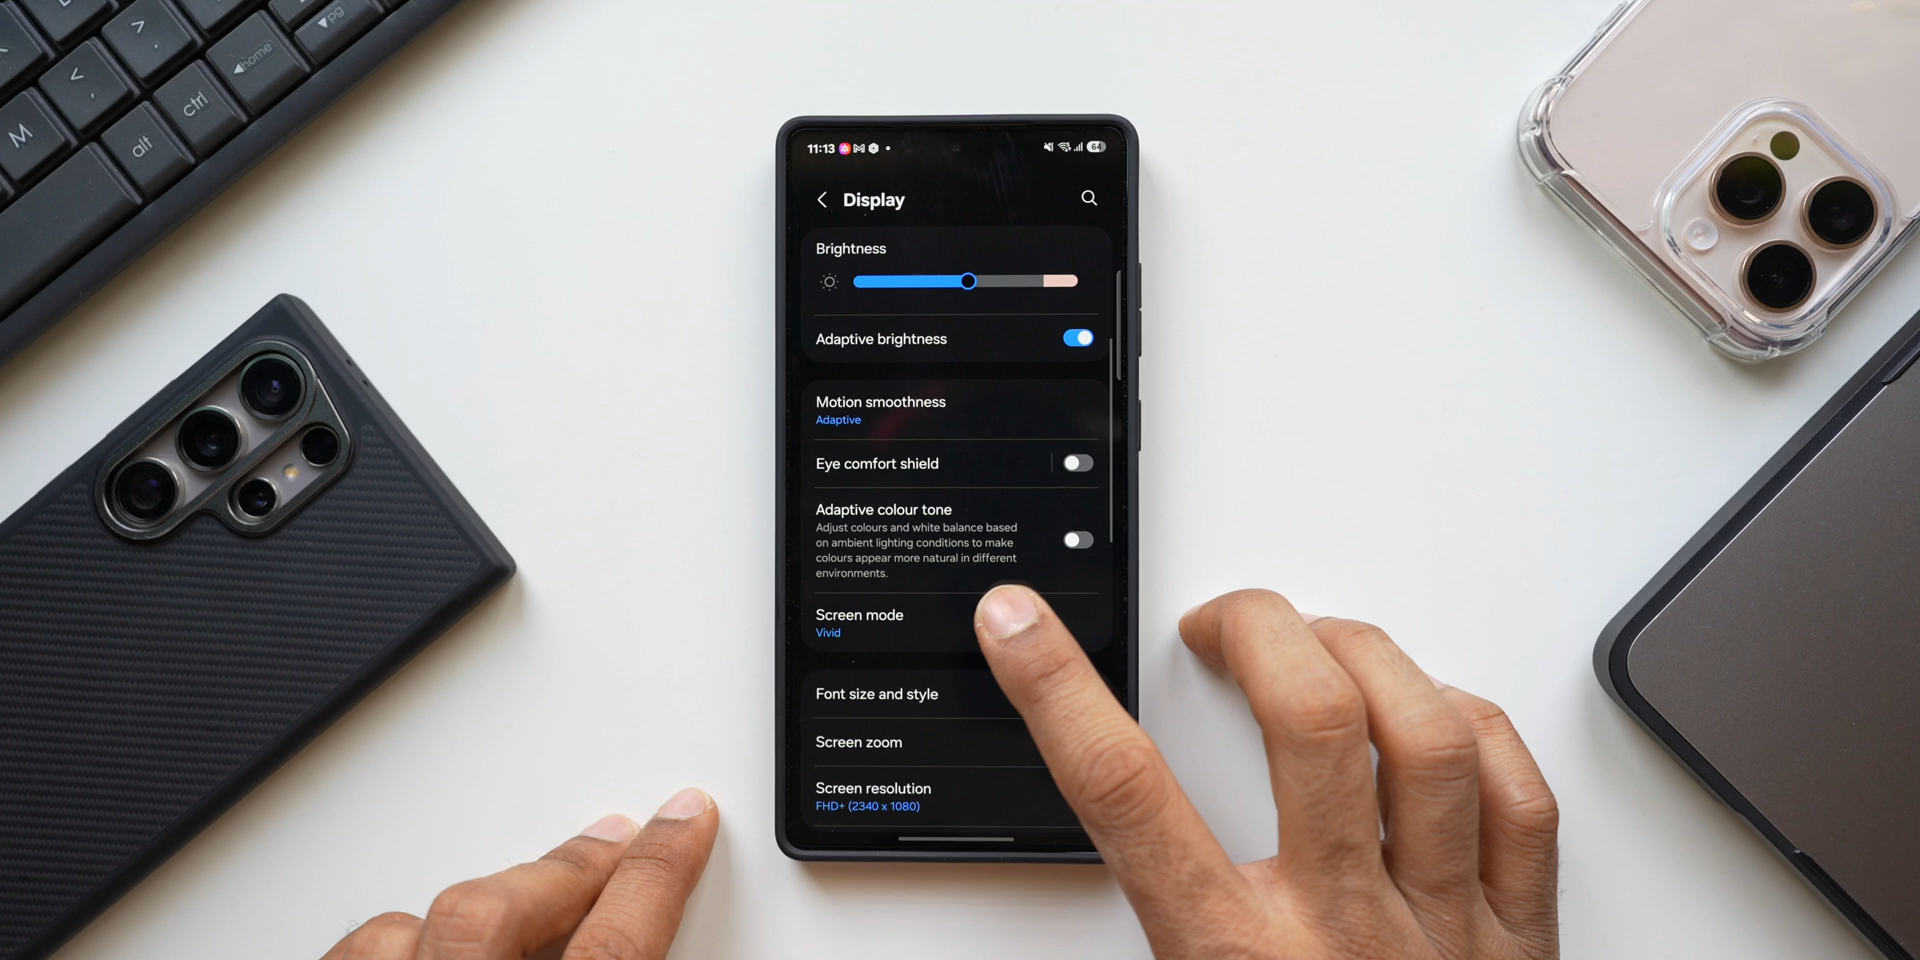 ▼pg
>
.
<
,
◀home
M
ctrl
alt
11:13
64
Display
Brightness
Adaptive brightness
Motion smoothness
Adaptive
Eye comfort shield
Adaptive colour tone
Adjust colours and white balance based
on ambient lighting conditions to make
colours appear more natural in different
environments.
Screen mode
Vivid
Font size and style
Screen zoom
Screen resolution
FHD+ (2340 x 1080)